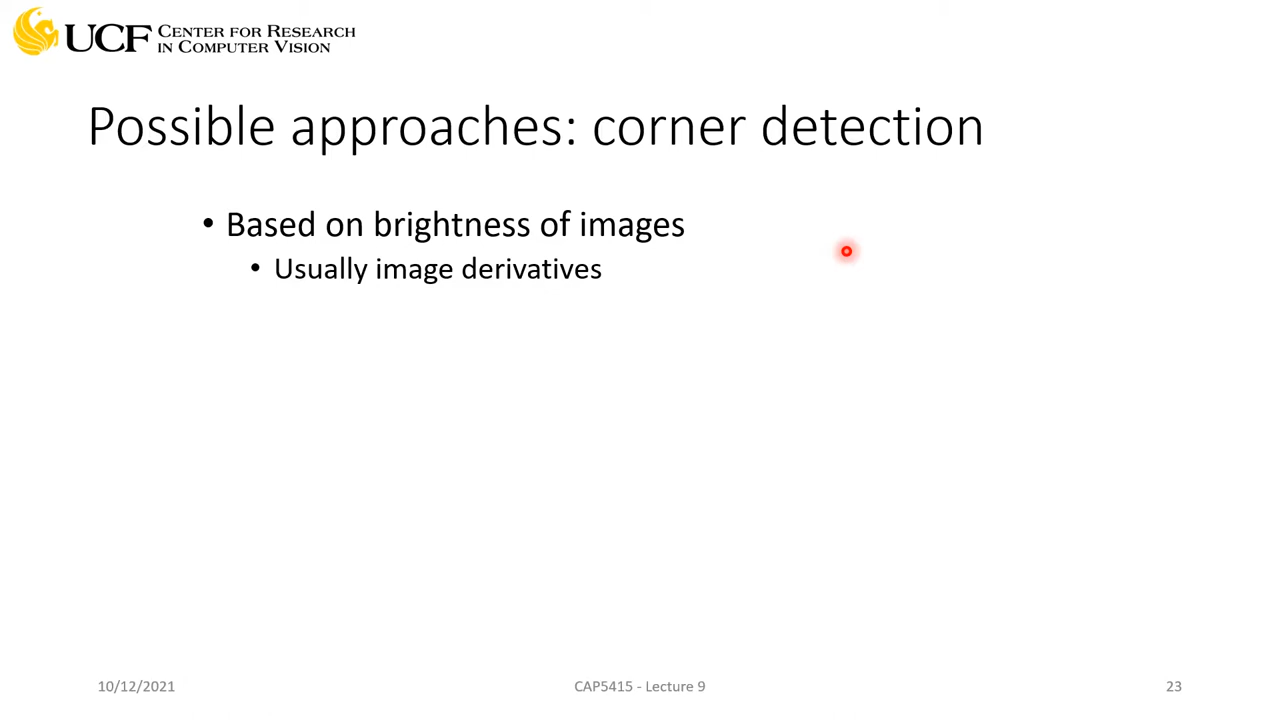 UCF CENTER FOR RESEARCH
IN COMPUTER VISION
Possible approaches: corner detection
• Based on brightness of images
• Usually image derivatives
10/12/2021
CAP5415 - Lecture 9
23